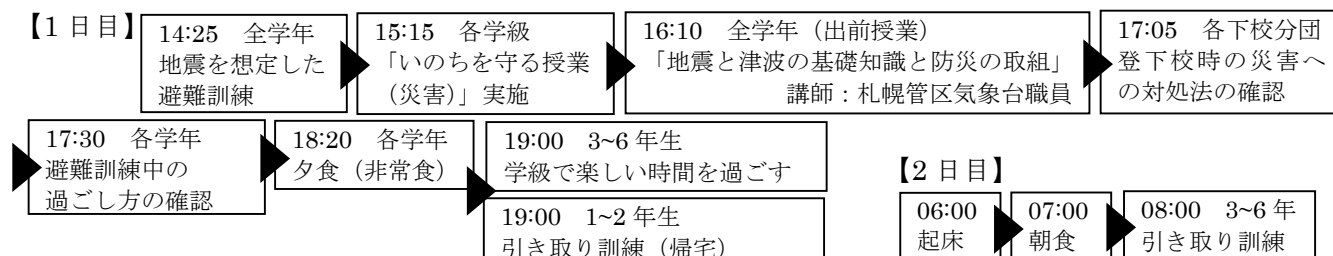 【1日目】
14:25　全学年
地震を想定した
避難訓練
15:15　各学級
「いのちを守る授業
（災害）」実施
16:10　全学年（出前授業）
「地震と津波の基礎知識と防災の取組」
講師：札幌管区気象台職員
17:05　各下校分団
登下校時の災害へ
の対処法の確認
17:30　各学年
避難訓練中の
過ごし方の確認
18:20　各学年
夕食（非常食）
19:00　3~6年生
学級で楽しい時間を過ごす
19:00　1~2年生
引き取り訓練（帰宅）
【2日目】
06:00
起床
07:00
朝食
08:00　3~6年
引き取り訓練